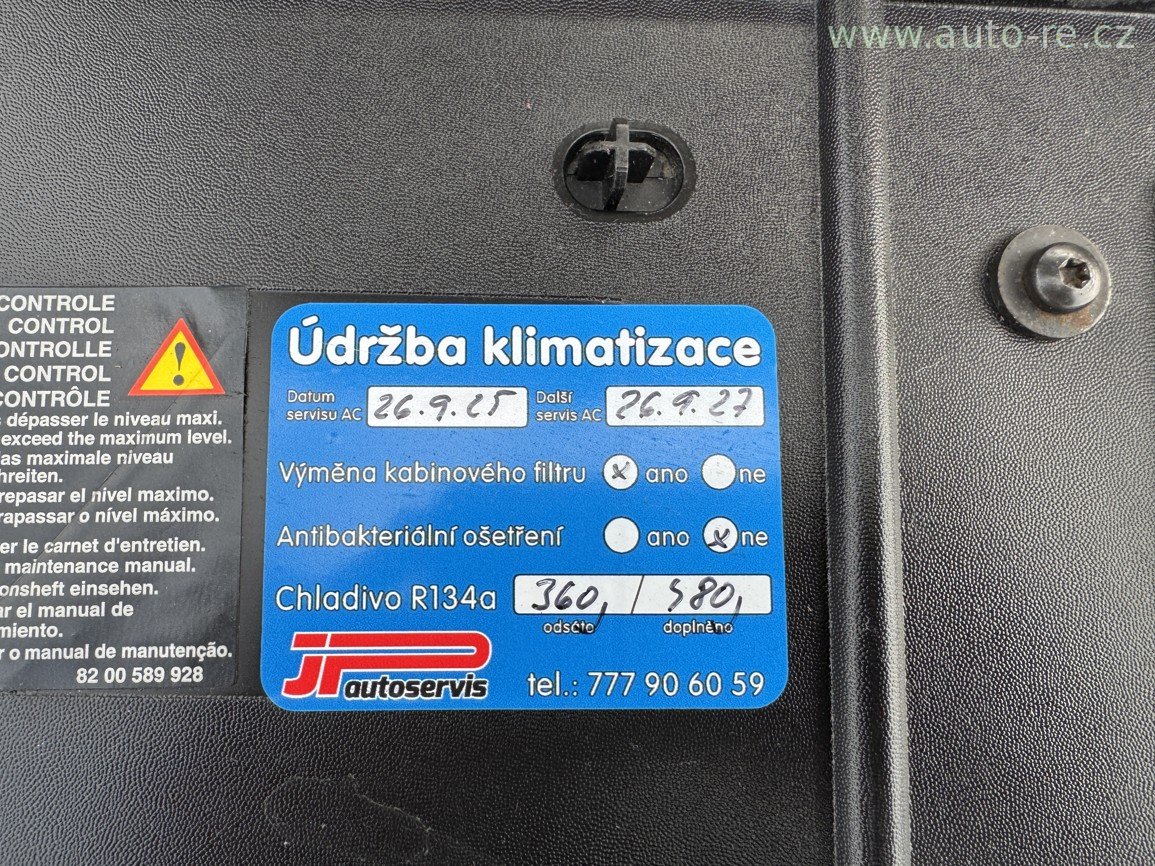 www.auto-re.cz
CONTROLE
CONTROL
ONTROLLE
CONTROL
CONTRÔLE
dépasser le niveau maxi.
exceed the maximum level.
as maximale niveau
hreiten.
repasar el nivel maximo.
rapassar o nível máximo.
er le carnet d'entretien.
maintenance manual.
onsheft einsehen.
ar el manual de
miento.
r o manual de manutenção.
82 00 589 928
Údržba klimatizace
Datum servisu AC 26.9.25 Další servis AC 26.9.27
Výměna kabinového filtru x ano ne
Antibakteriální ošetření ano x ne
Chladivo R134a 360, / 580,
odsáto doplněno
JP autoservis tel.: 777 90 60 59